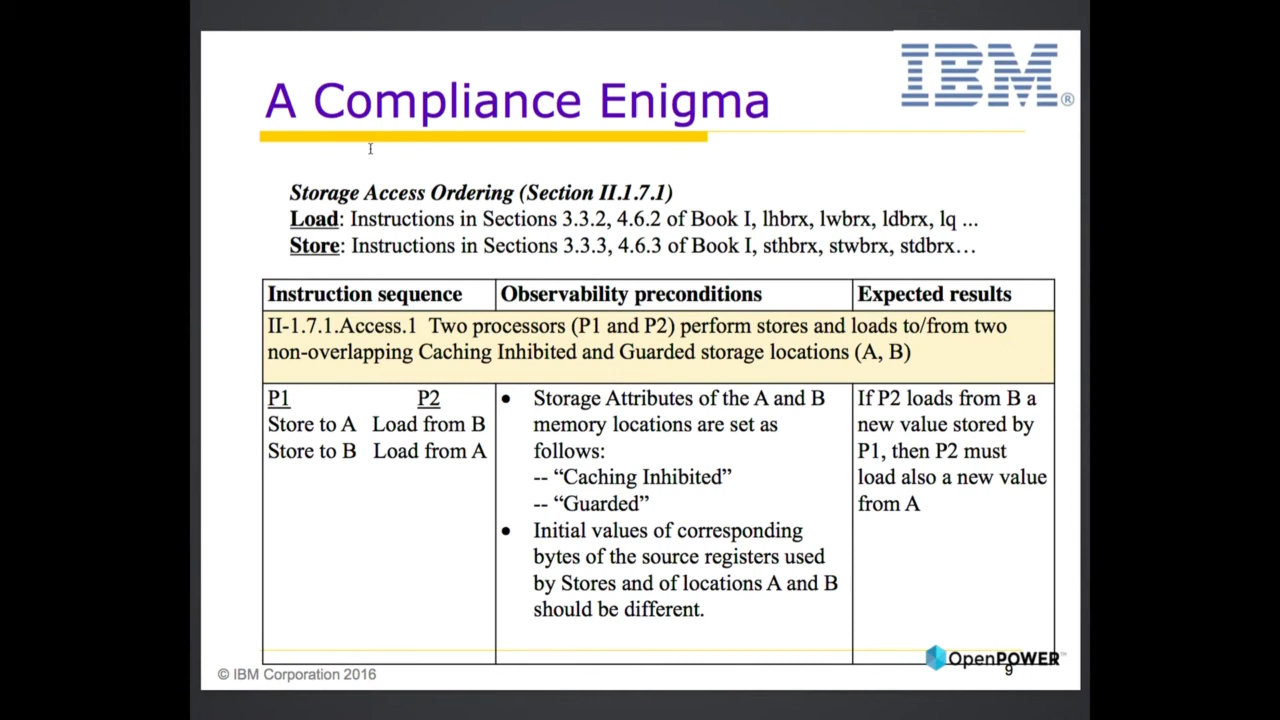 A Compliance Enigma
IBM®
Storage Access Ordering (Section II.1.7.1)
Load: Instructions in Sections 3.3.2, 4.6.2 of Book I, lhbrx, lwbrx, ldbrx, lq ...
Store: Instructions in Sections 3.3.3, 4.6.3 of Book I, sthbrx, stwbrx, stdbrx…
Instruction sequence
Observability preconditions
Expected results
II-1.7.1.Access.1 Two processors (P1 and P2) perform stores and loads to/from two
non-overlapping Caching Inhibited and Guarded storage locations (A, B)
P1 P2
Store to A Load from B
Store to B Load from A
• Storage Attributes of the A and B
memory locations are set as
follows:
-- “Caching Inhibited”
-- “Guarded”
• Initial values of corresponding
bytes of the source registers used
by Stores and of locations A and B
should be different.
If P2 loads from B a
new value stored by
P1, then P2 must
load also a new value
from A
© IBM Corporation 2016
OpenPOWER™
9